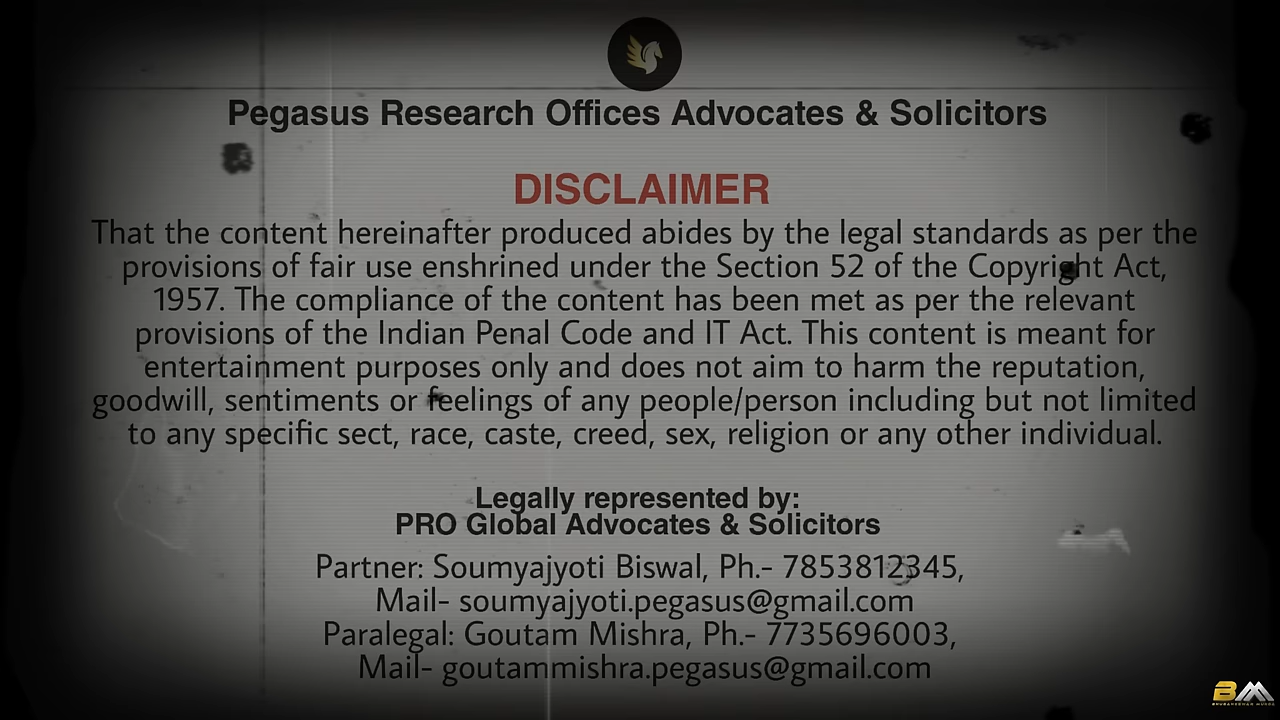 Pegasus Research Offices Advocates & Solicitors
DISCLAIMER
That the content hereinafter produced abides by the legal standards as per the
provisions of fair use enshrined under the Section 52 of the Copyright Act,
1957. The compliance of the content has been met as per the relevant
provisions of the Indian Penal Code and IT Act. This content is meant for
entertainment purposes only and does not aim to harm the reputation,
goodwill, sentiments or feelings of any people/person including but not limited
to any specific sect, race, caste, creed, sex, religion or any other individual.
Legally represented by:
PRO Global Advocates & Solicitors
Partner: Soumyajyoti Biswal, Ph.- 7853812345,
Mail- soumyajyoti.pegasus@gmail.com
Paralegal: Goutam Mishra, Ph.- 7735696003,
Mail- goutammishra.pegasus@gmail.com
BM